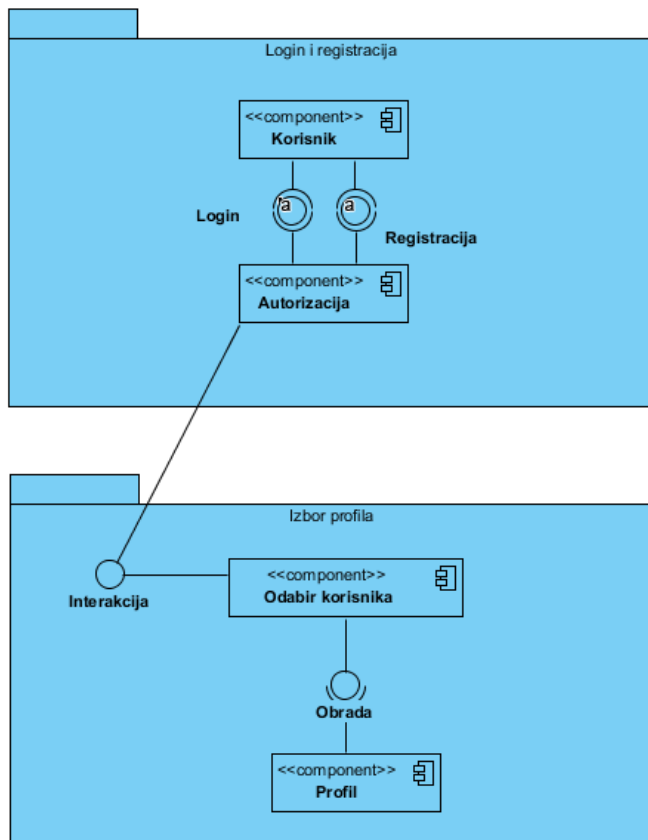 Login i registracija
<<component>>
Korisnik
a
a
Login
Registracija
<<component>>
Autorizacija
Izbor profila
<<component>>
Odabir korisnika
Interakcija
Obrada
<<component>>
Profil